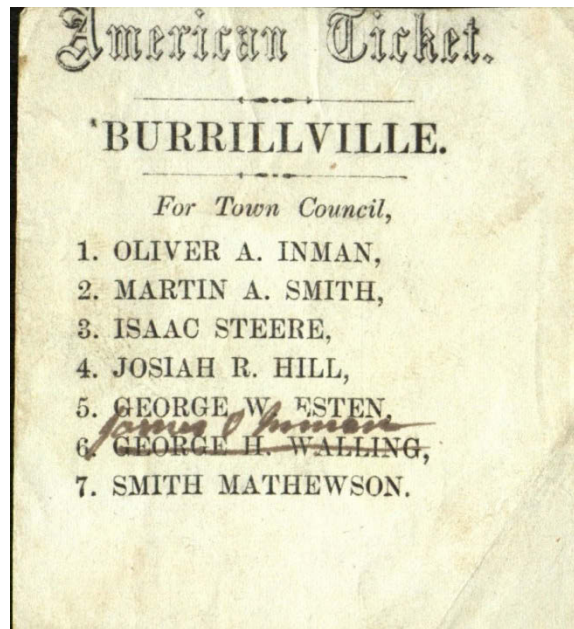 American Ticket.
BURRILLVILLE.
For Town Council,
1. OLIVER A. INMAN,
2. MARTIN A. SMITH,
3. ISAAC STEERE,
4. JOSIAH R. HILL,
5. GEORGE W. ESTEN,
James O Inman
6. GEORGE H. WALLING,
7. SMITH MATHEWSON.